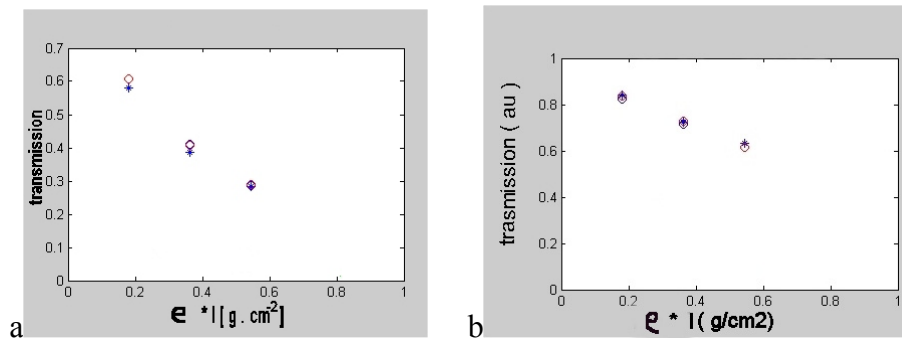 transmission
0.7
0.6
0.5
0.4
0.3
0.2
0.1
0
0 0.2 0.4 0.6 0.8 1
e *l [g.cm-2]
a
trasmission ( au )
1
0.8
0.6
0.4
0.2
0
0 0.2 0.4 0.6 0.8 1
e * l( g/cm2)
b